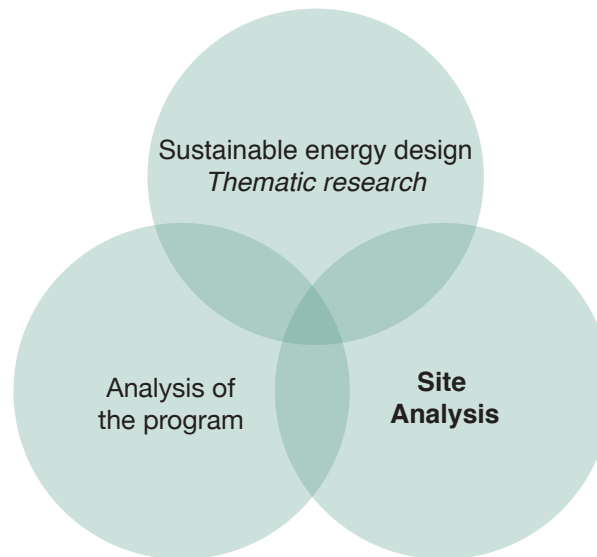 Sustainable energy design
Thematic research
Analysis of
the program
Site
Analysis